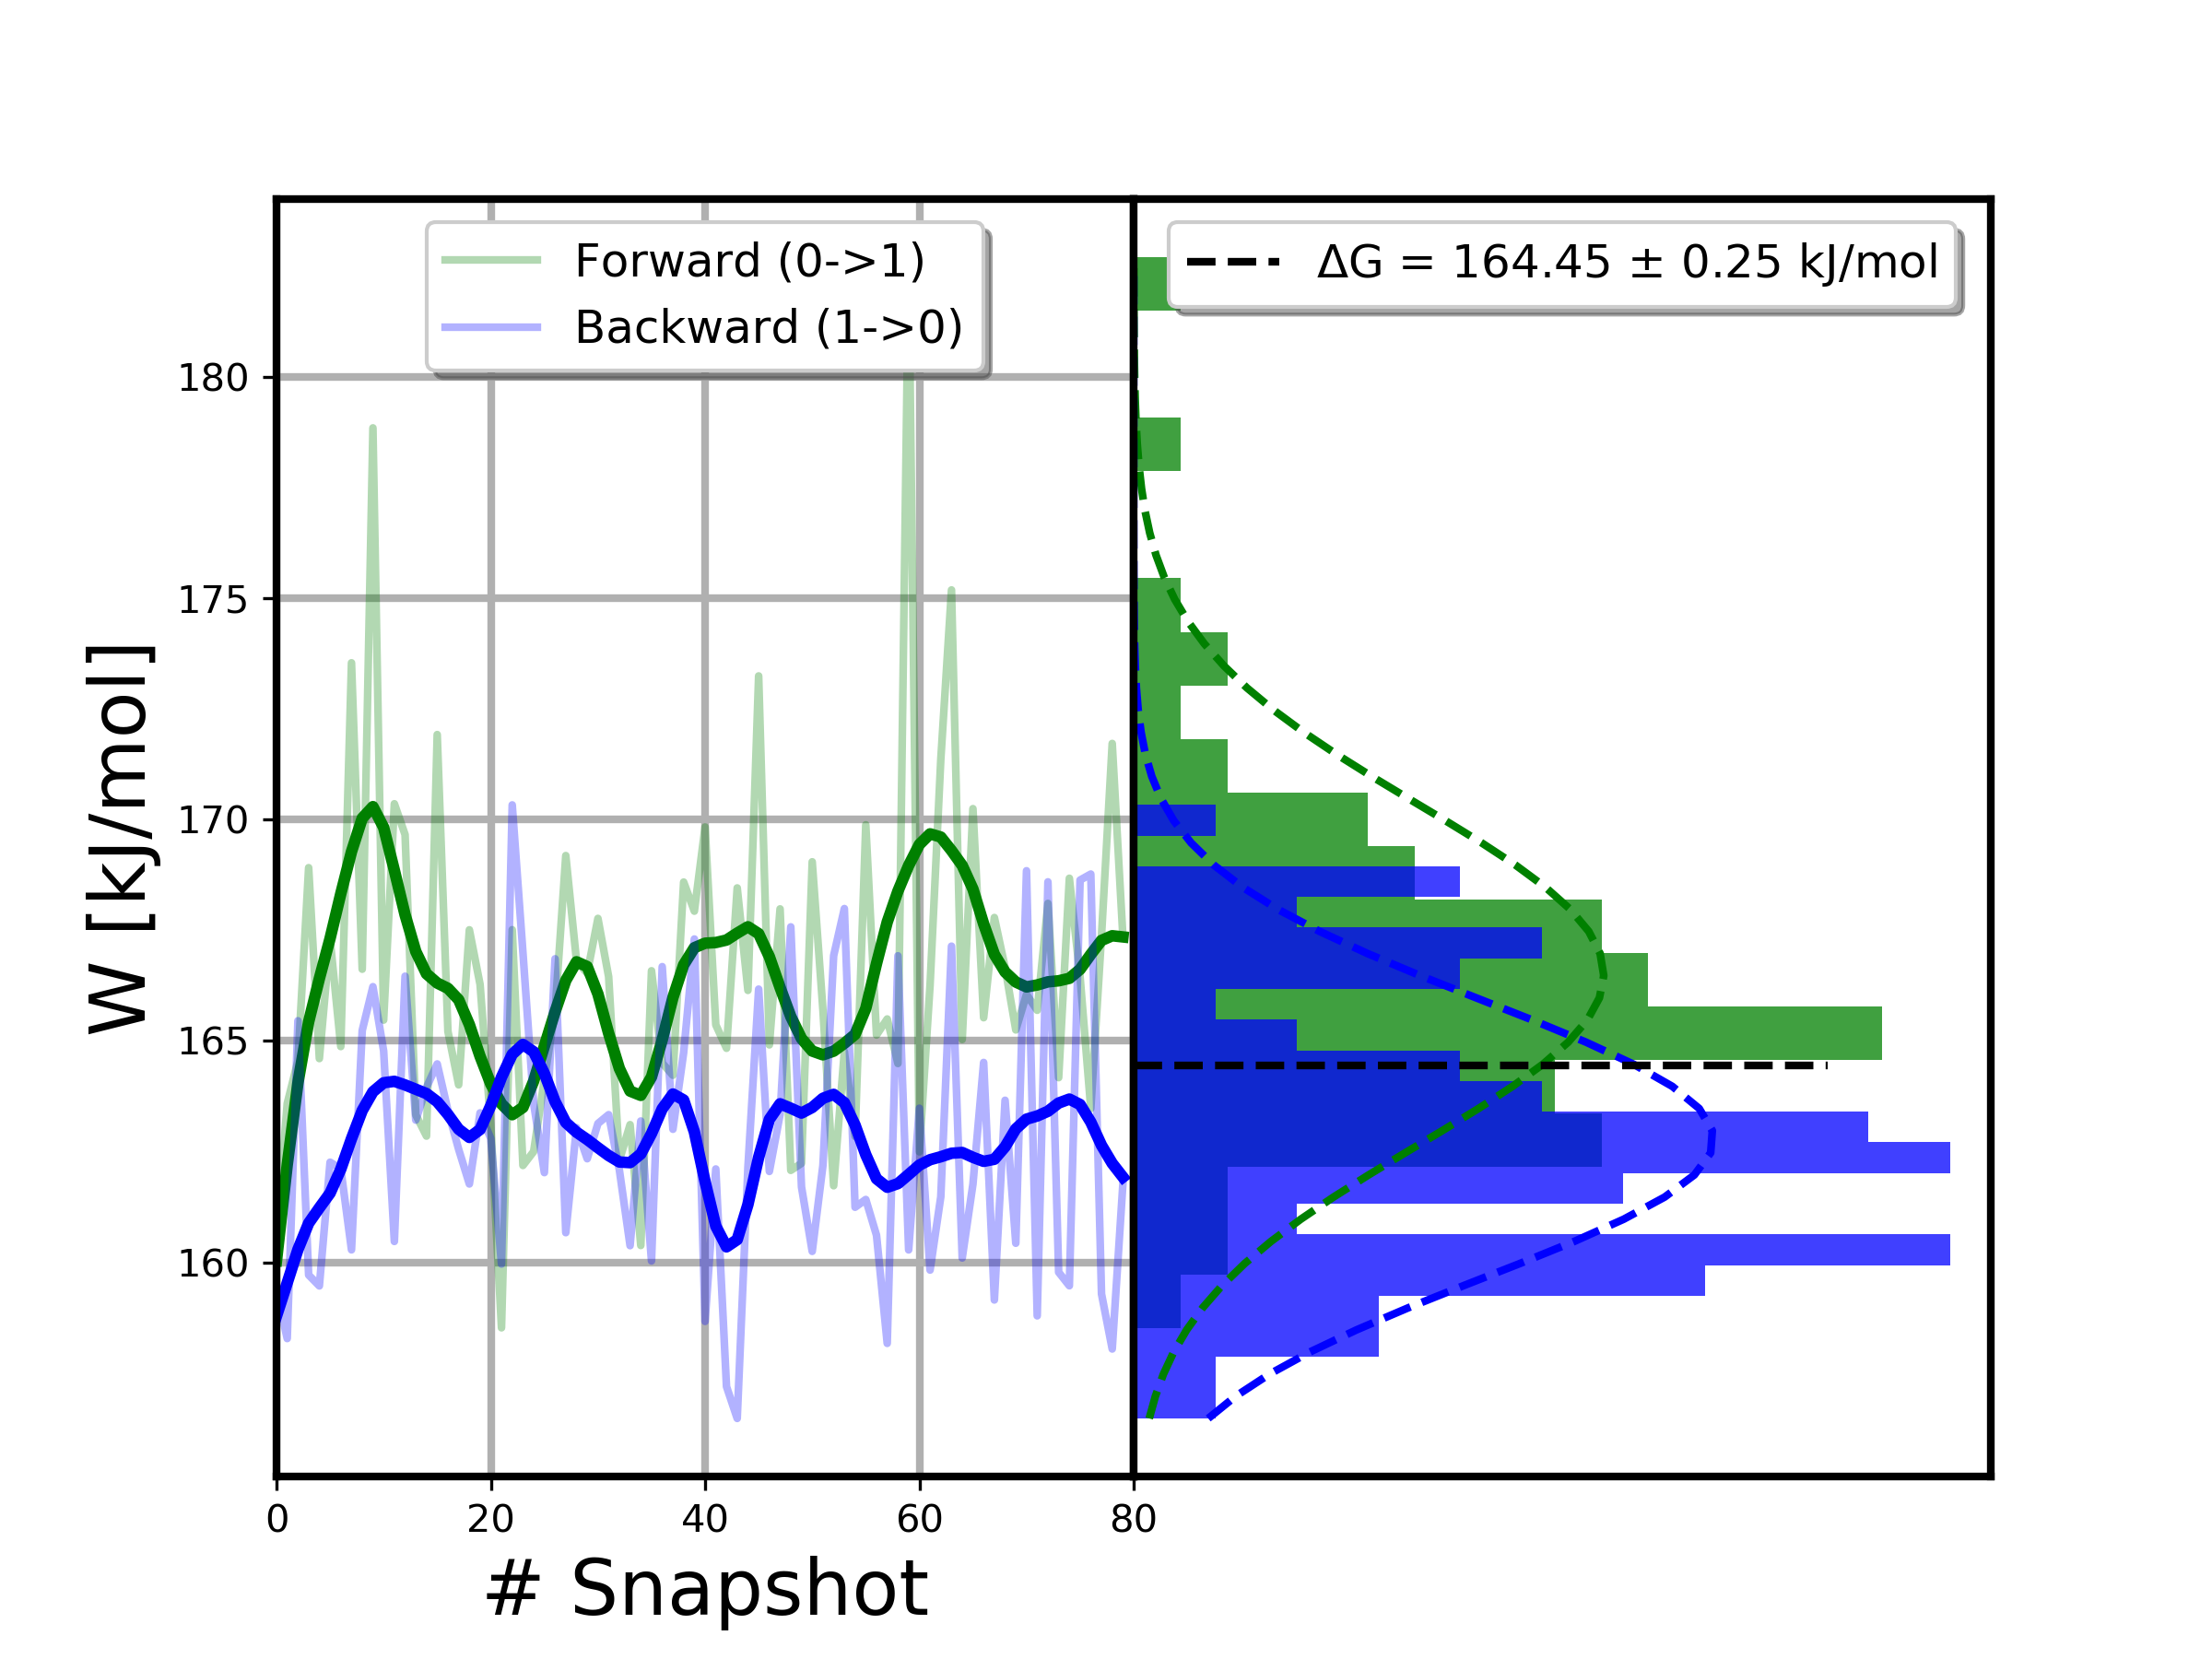 Forward (0->1)
Backward (1->0)
ΔG = 164.45 ± 0.25 kJ/mol
W [kJ/mol]
180
175
170
165
160
0 20 40 60 80
# Snapshot